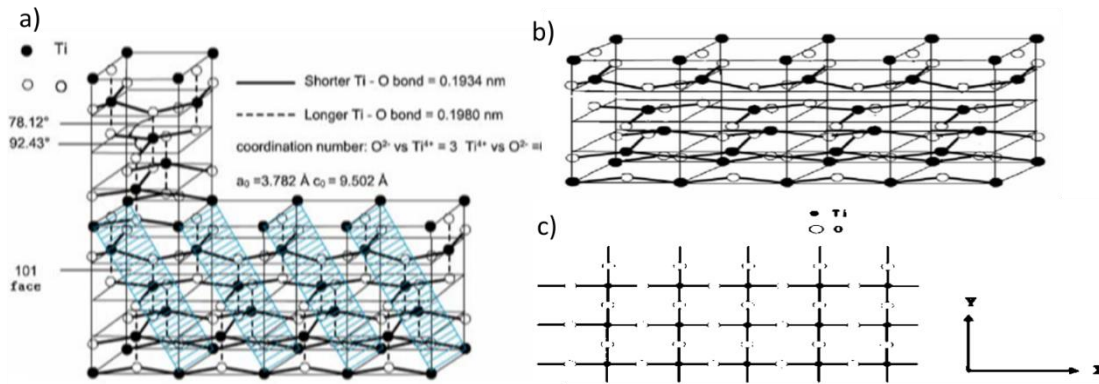 a)
Ti
O
78.12°
92.43°
Shorter Ti - O bond = 0.1934 nm
Longer Ti - O bond = 0.1980 nm
coordination number: O²⁻ vs Ti⁴⁺ = 3 Ti⁴⁺ vs O²⁻ =
a₀ =3.782 Å c₀ = 9.502 Å
101
face
b)
c)
Ti
O
Y
X